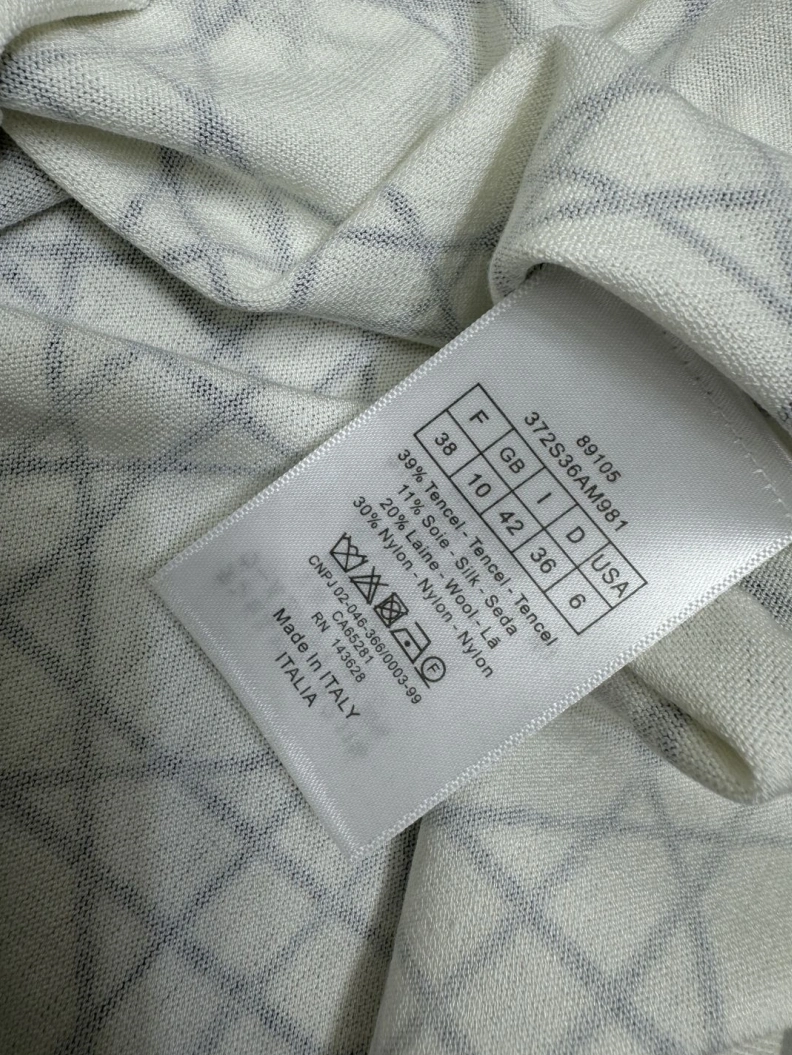 89105
372S36AM981
F GB I D USA
38 10 42 36 6
39% Tencel - Tencel - Tencel
11% Soie - Silk - Seda
20% Laine - Wool - Lã
30% Nylon - Nylon - Nylon
F
CNPJ 02-046-366/0003-99
CA65281
RN 143628
Made in ITALY
ITALIA